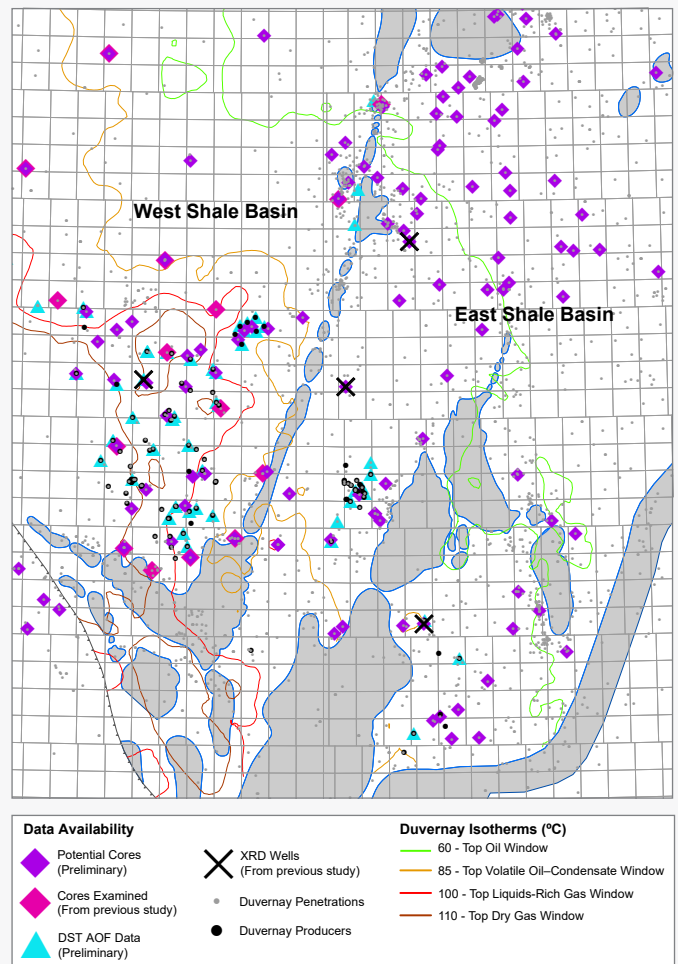 West Shale Basin
East Shale Basin
Data Availability
Potential Cores
(Preliminary)
Cores Examined
(From previous study)
DST AOF Data
(Preliminary)
XRD Wells
(From previous study)
Duvernay Penetrations
Duvernay Producers
Duvernay Isotherms (ºC)
60 - Top Oil Window
85 - Top Volatile Oil–Condensate Window
100 - Top Liquids-Rich Gas Window
110 - Top Dry Gas Window